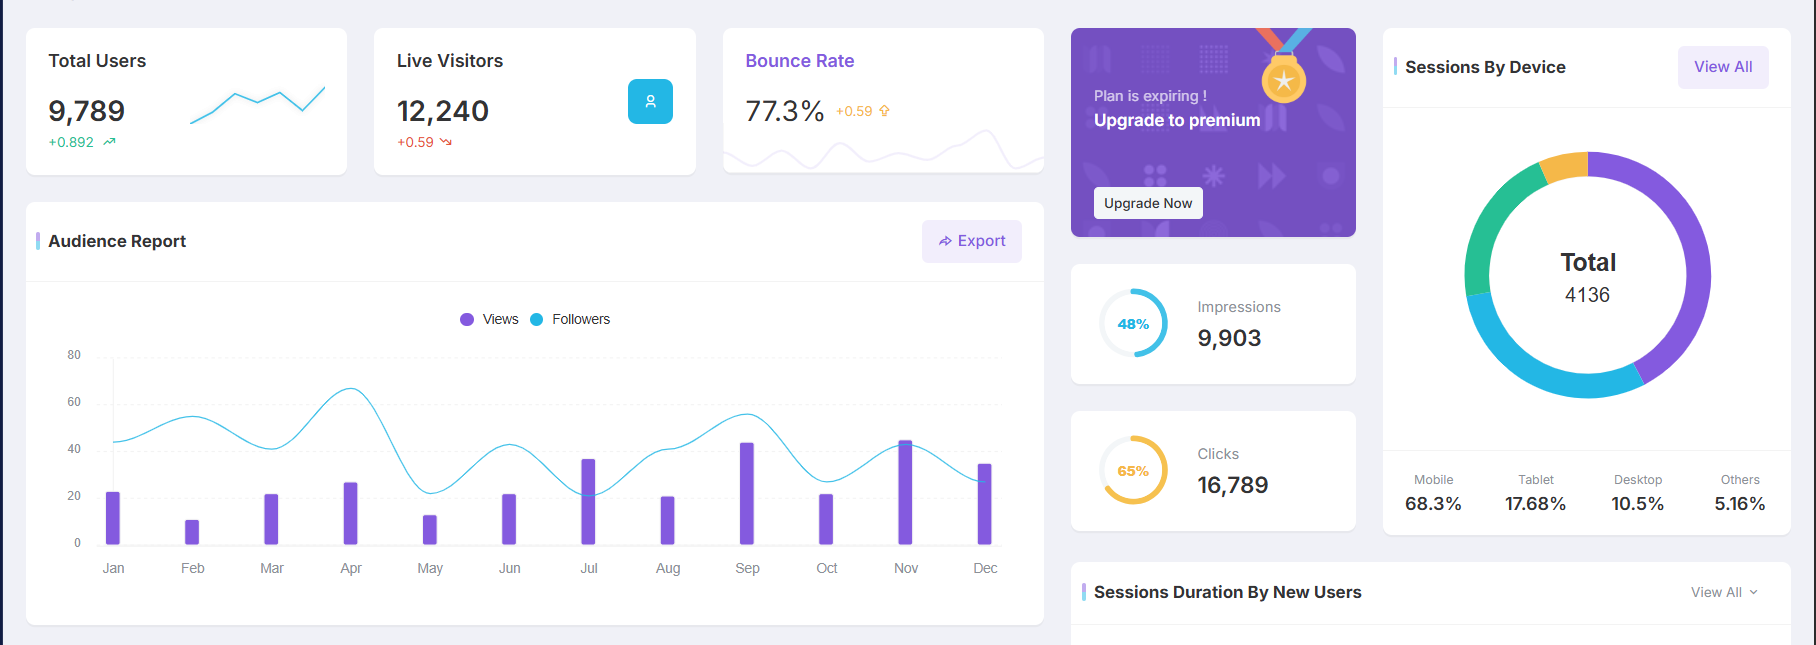 Total Users
9,789
+0.892
Live Visitors
12,240
+0.59
Bounce Rate
77.3% +0.59
Plan is expiring !
Upgrade to premium
Upgrade Now
Sessions By Device
View All
Total
4136
Mobile Tablet Desktop Others
68.3% 17.68% 10.5% 5.16%
Audience Report
Export
Views Followers
80
60
40
20
0
Jan Feb Mar Apr May Jun Jul Aug Sep Oct Nov Dec
48%
Impressions
9,903
65%
Clicks
16,789
Sessions Duration By New Users
View All